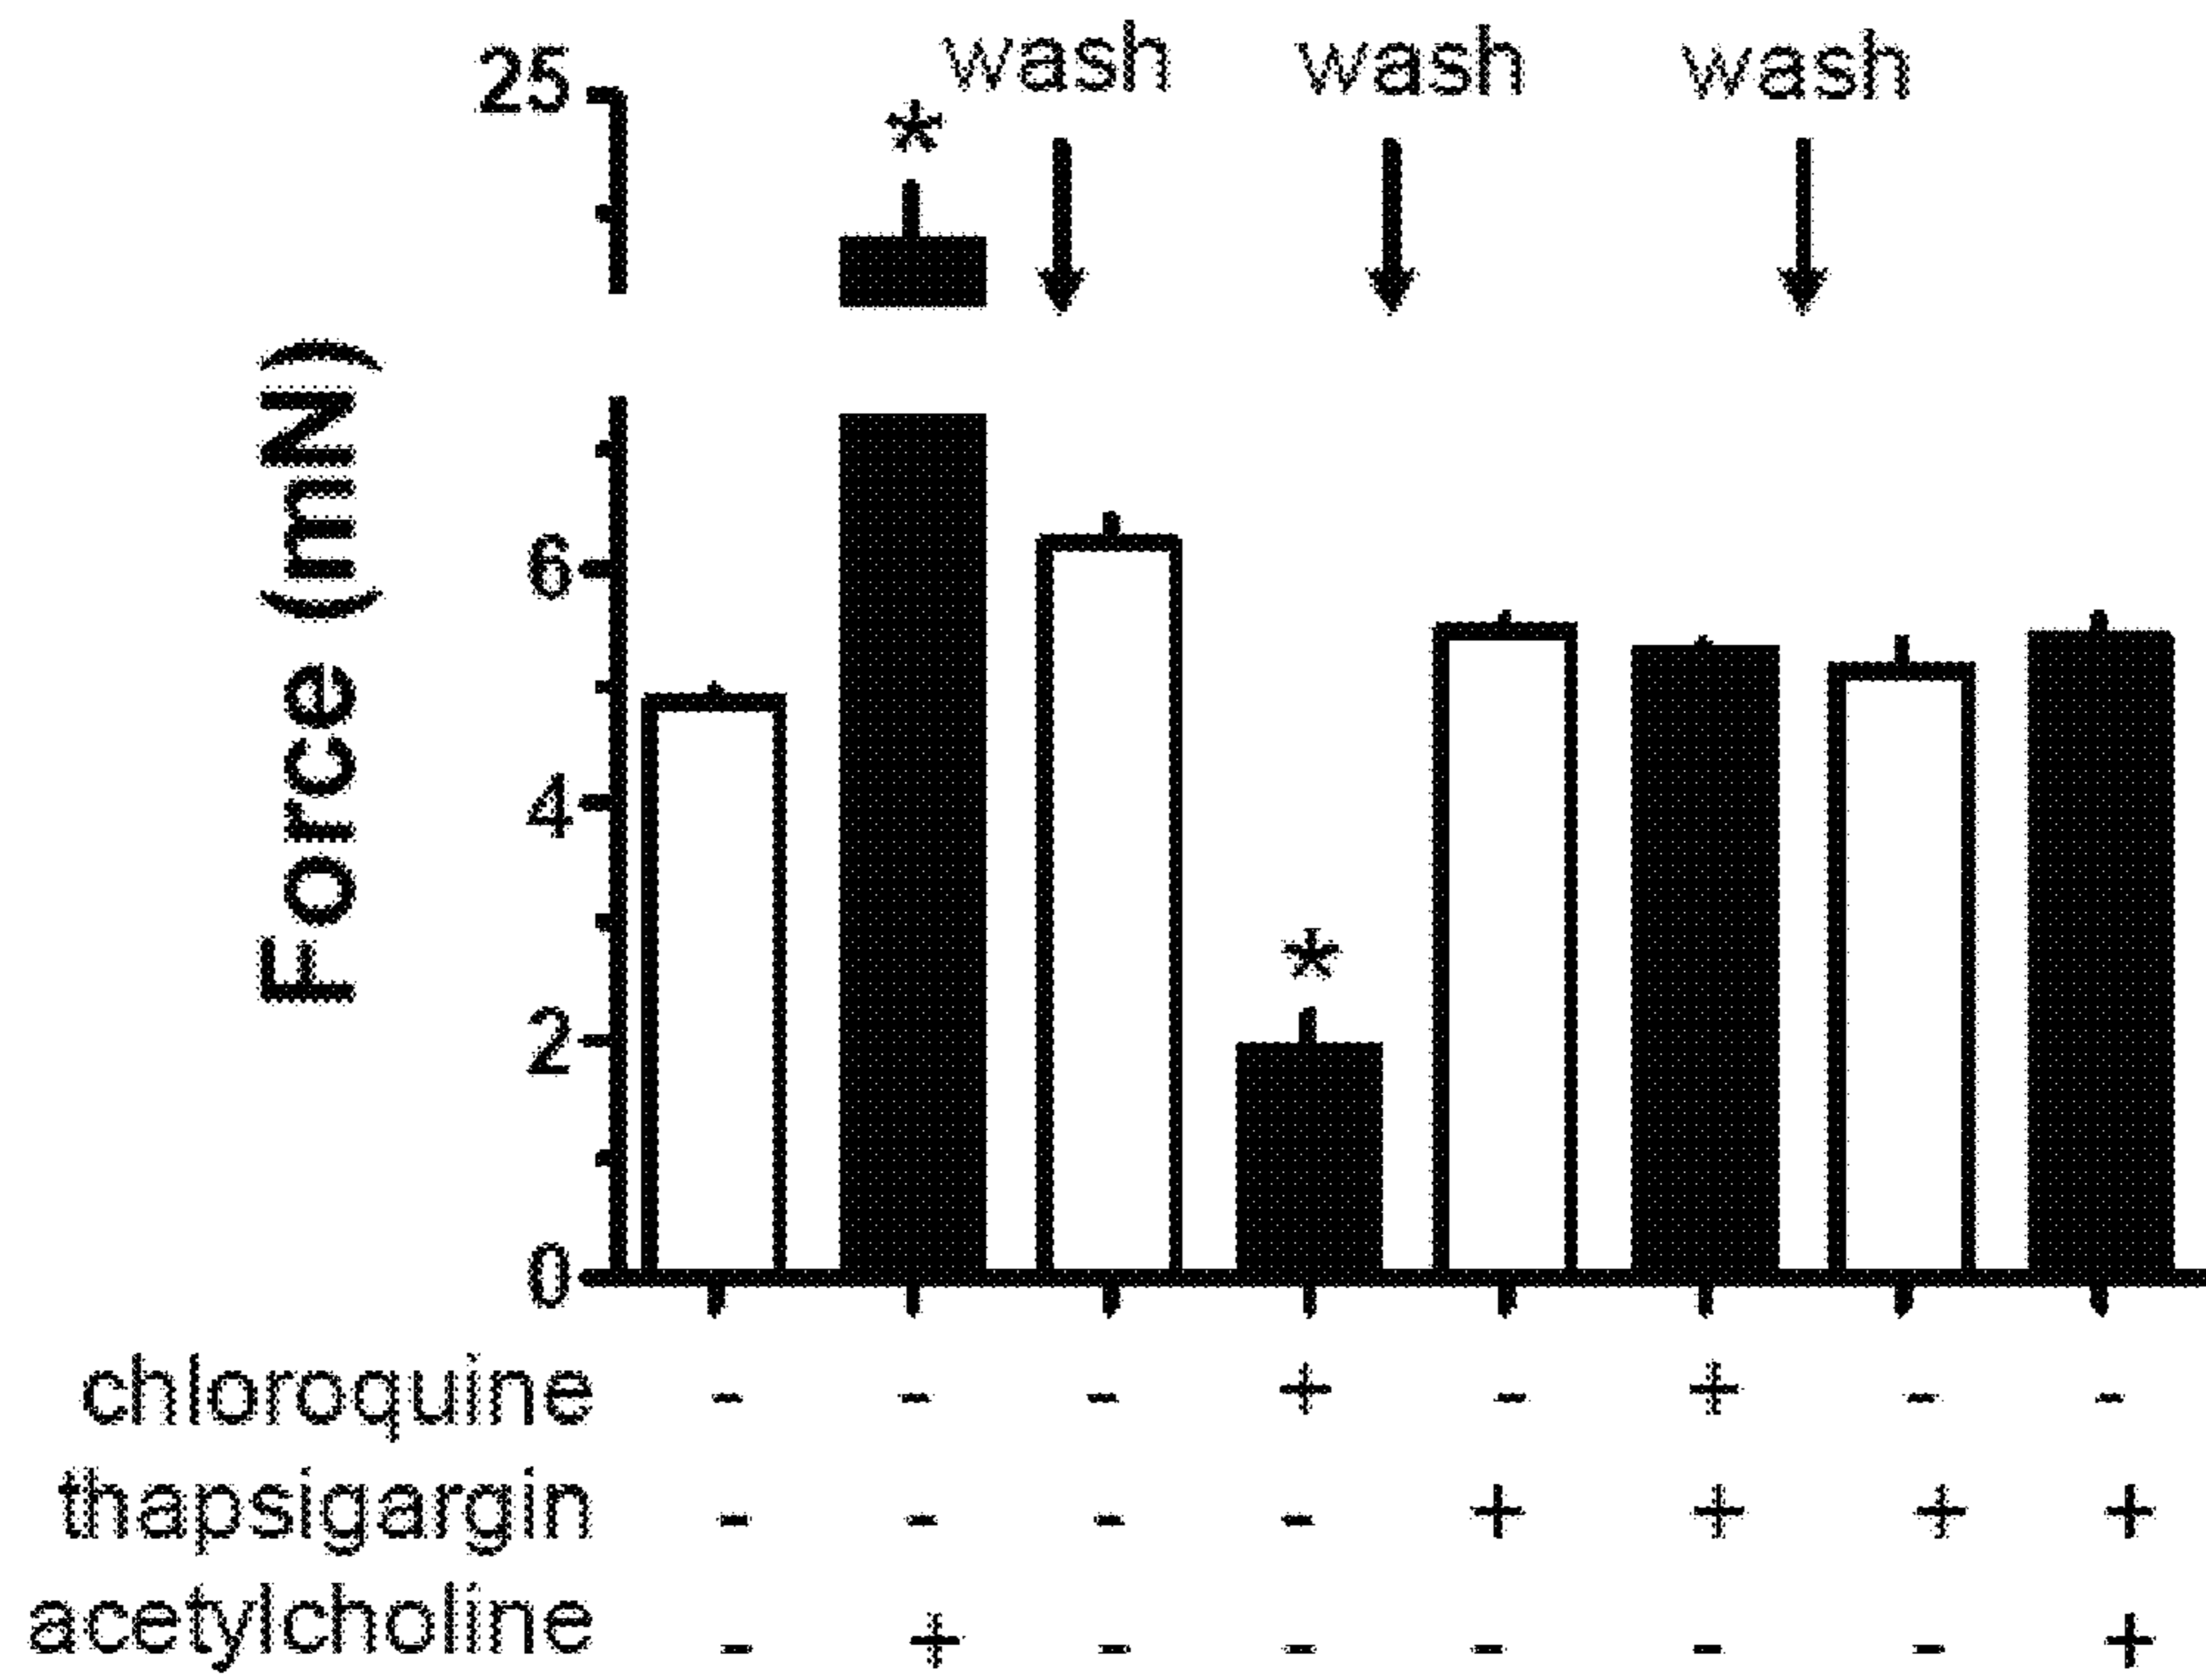 wash wash wash
25
*
Force (mN)
6
4
*
2
0
chloroquine - - - + - + - -
thapsigargin - - - - + + + +
acetylcholine - + - - - - - +